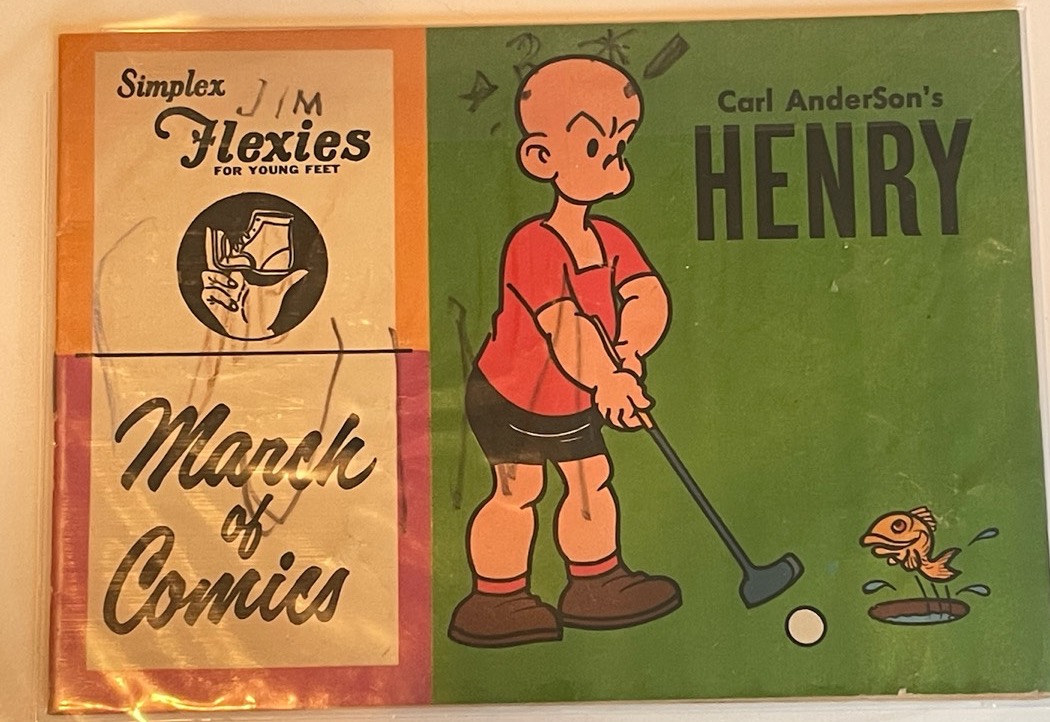 Simplex
JIM
Flexies
FOR YOUNG FEET
March
of
Comics
Carl AnderSon's
HENRY